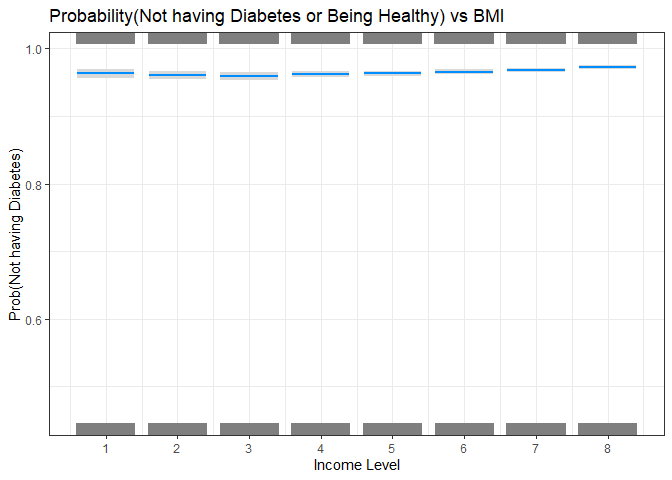 Probability(Not having Diabetes or Being Healthy) vs BMI
Prob(Not having Diabetes)
1.0
0.8
0.6
1 2 3 4 5 6 7 8
Income Level